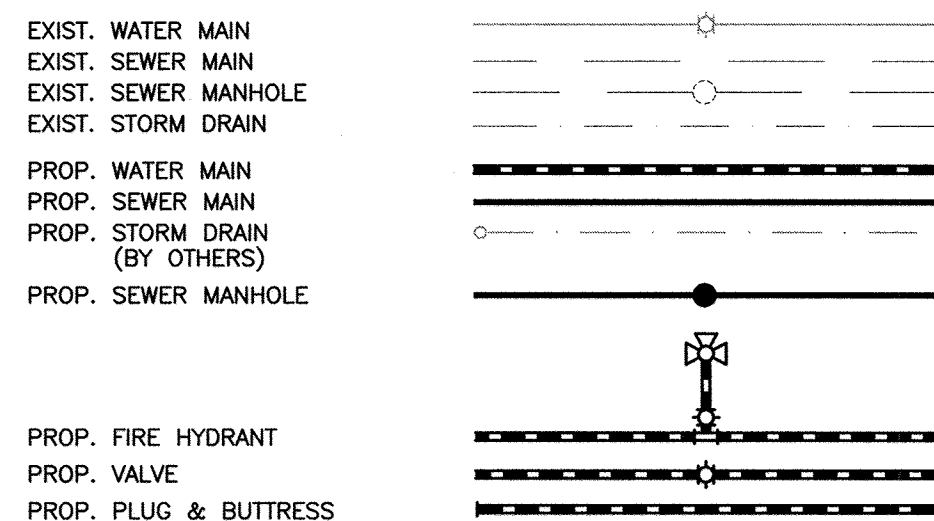 EXIST. WATER MAIN
EXIST. SEWER MAIN
EXIST. SEWER MANHOLE
EXIST. STORM DRAIN
PROP. WATER MAIN
PROP. SEWER MAIN
PROP. STORM DRAIN
(BY OTHERS)
PROP. SEWER MANHOLE
PROP. FIRE HYDRANT
PROP. VALVE
PROP. PLUG & BUTTRESS